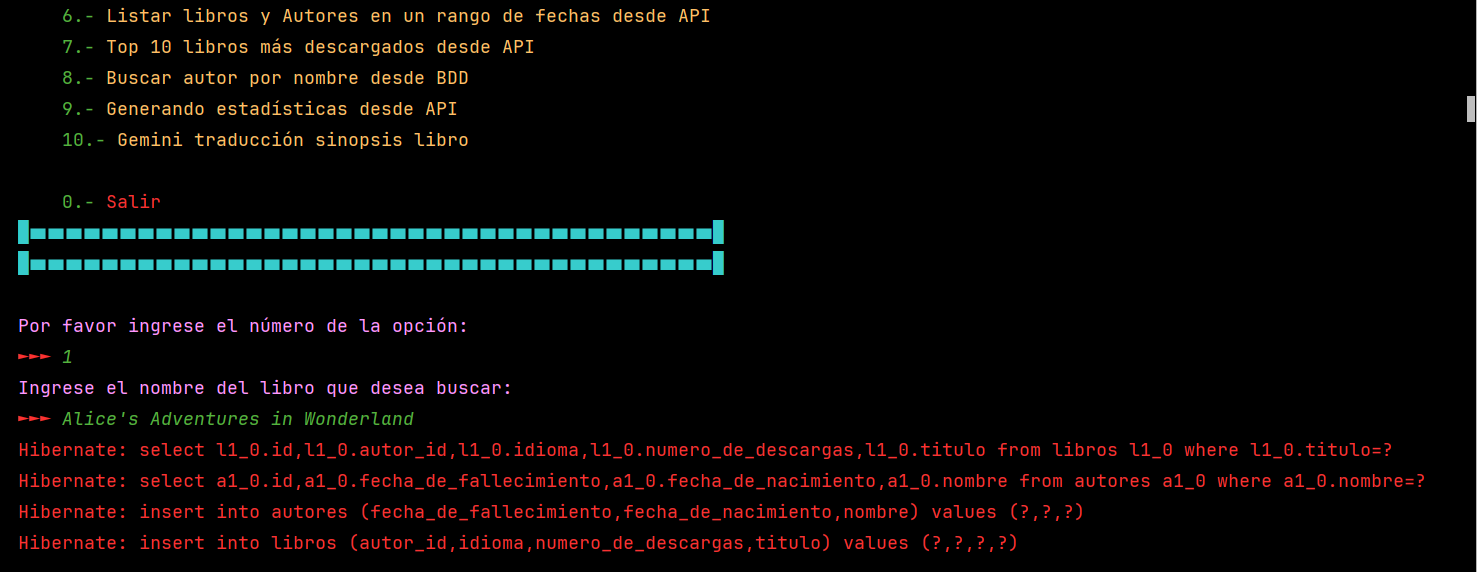 6.- Listar libros y Autores en un rango de fechas desde API
7.- Top 10 libros más descargados desde API
8.- Buscar autor por nombre desde BDD
9.- Generando estadísticas desde API
10.- Gemini traducción sinopsis libro
0.- Salir
Por favor ingrese el número de la opción:
►►► 1
Ingrese el nombre del libro que desea buscar:
►►► Alice's Adventures in Wonderland
Hibernate: select l1_0.id,l1_0.autor_id,l1_0.idioma,l1_0.numero_de_descargas,l1_0.titulo from libros l1_0 where l1_0.titulo=?
Hibernate: select a1_0.id,a1_0.fecha_de_fallecimiento,a1_0.fecha_de_nacimiento,a1_0.nombre from autores a1_0 where a1_0.nombre=?
Hibernate: insert into autores (fecha_de_fallecimiento,fecha_de_nacimiento,nombre) values (?,?,?)
Hibernate: insert into libros (autor_id,idioma,numero_de_descargas,titulo) values (?,?,?,?)